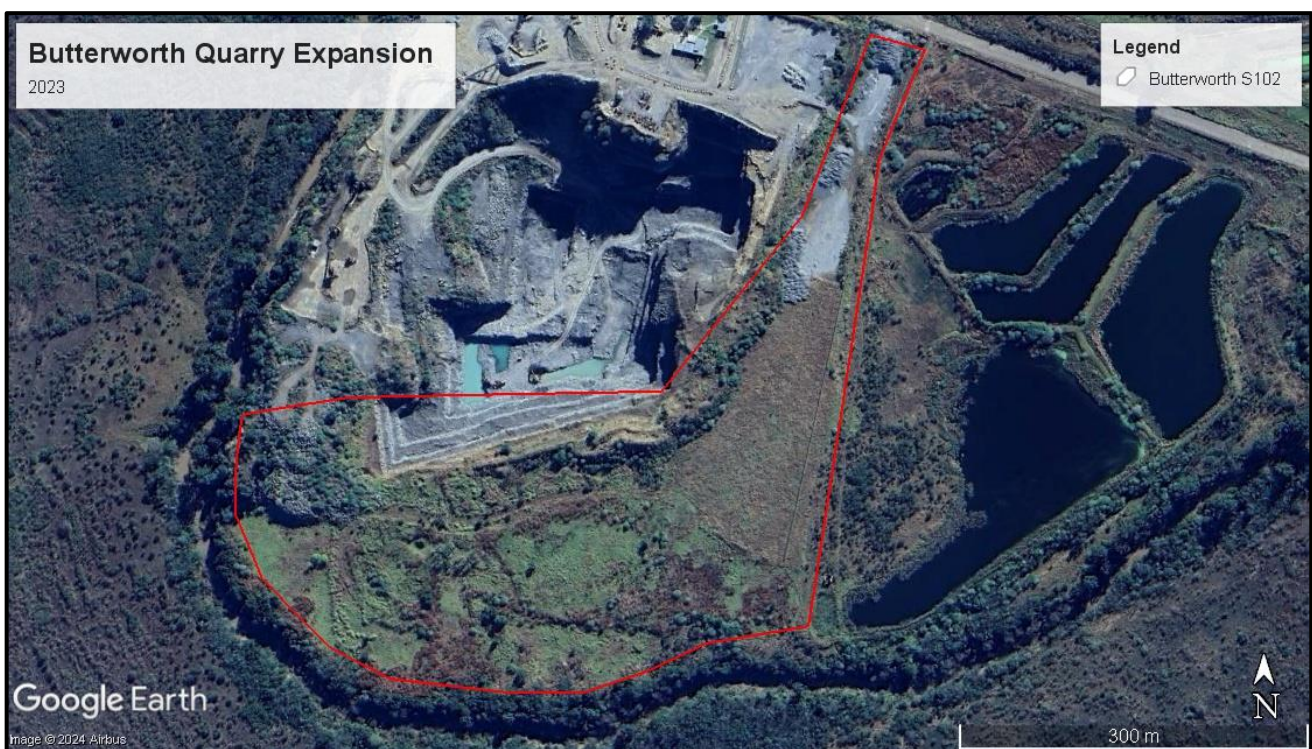 Butterworth Quarry Expansion
2023
Legend
Butterworth S102
Google Earth
Image © 2024 Airbus
N
300 m